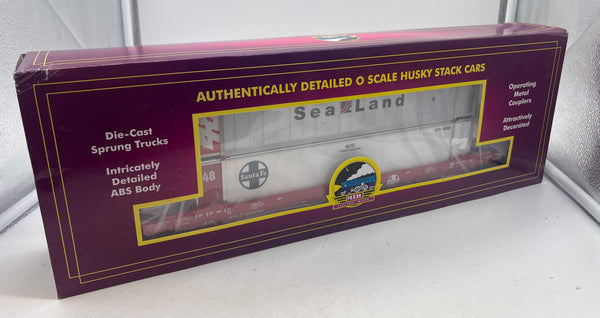 AUTHENTICALLY DETAILED O SCALE HUSKY STACK CARS
Die-Cast
Sprung Trucks
Intricately
Detailed
ABS Body
Operating
Metal
Couplers
Attractively
Decorated
Sea Land
48
Santa Fe
MTH